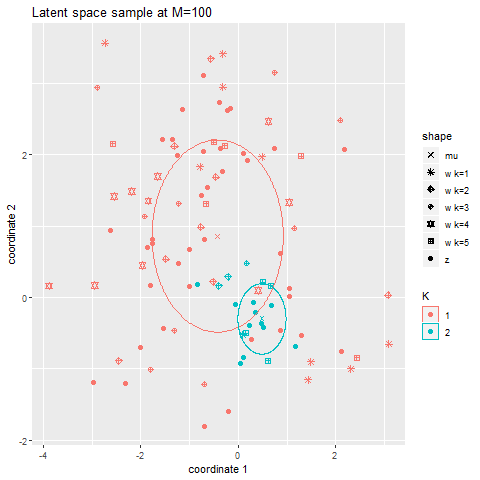 Latent space sample at M=100
coordinate 2
2
0
-2
-4
-2
0
2
coordinate 1
shape
mu
w k=1
w k=2
w k=3
w k=4
w k=5
z
K
1
2